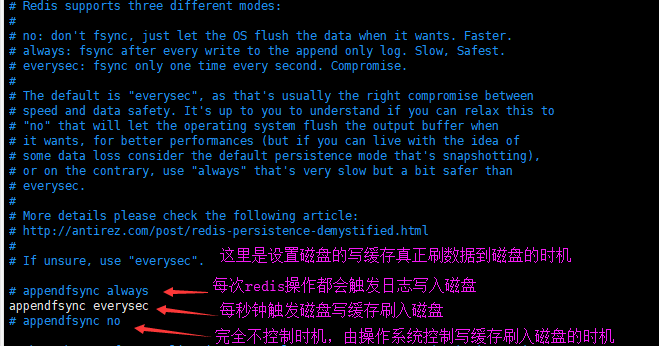 # Redis supports three different modes:
#
# no: don't fsync, just let the OS flush the data when it wants. Faster.
# always: fsync after every write to the append only log. Slow, Safest.
# everysec: fsync only one time every second. Compromise.
#
# The default is "everysec", as that's usually the right compromise between
# speed and data safety. It's up to you to understand if you can relax this to
# "no" that will let the operating system flush the output buffer when
# it wants, for better performances (but if you can live with the idea of
# some data loss consider the default persistence mode that's snapshotting),
# or on the contrary, use "always" that's very slow but a bit safer than
# everysec.
#
# More details please check the following article:
# http://antirez.com/post/redis-persistence-demystified.html
#
# If unsure, use "everysec".
这里是设置磁盘的写缓存真正刷数据到磁盘的时机
# appendfsync always
每次redis操作都会触发日志写入磁盘
appendfsync everysec
每秒钟触发磁盘写缓存刷入磁盘
# appendfsync no
完全不控制时机，由操作系统控制写缓存刷入磁盘的时机